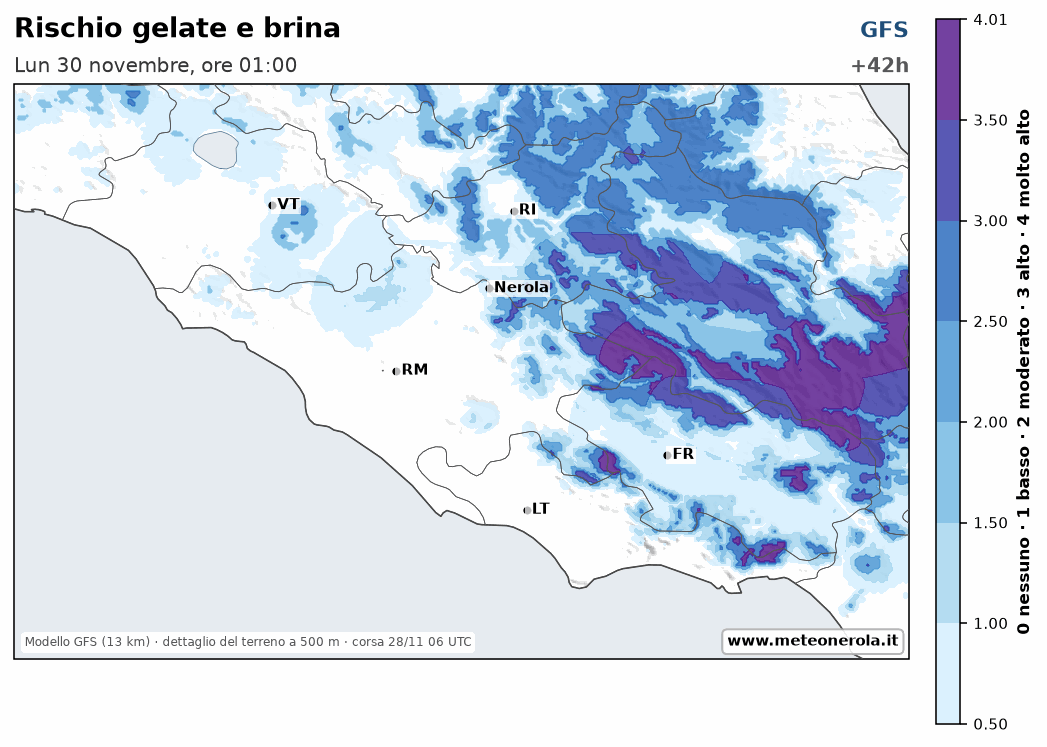 Rischio gelate e brina
GFS
Lun 30 novembre, ore 01:00
+42h
VT
RI
Nerola
RM
FR
LT
Modello GFS (13 km) · dettaglio del terreno a 500 m · corsa 28/11 06 UTC
www.meteonerola.it
4.01
3.50
3.00
2.50
2.00
1.50
1.00
0.50
0 nessuno · 1 basso · 2 moderato · 3 alto · 4 molto alto